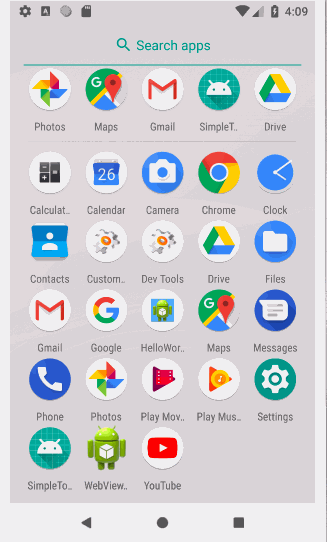 4:09
Search apps
Photos Maps Gmail SimpleT.. Drive
26
Calculat.. Calendar Camera Chrome Clock
Contacts Custom.. Dev Tools Drive Files
Gmail Google HelloWor.. Maps Messages
Phone Photos Play Mov.. Play Mus.. Settings
SimpleTo.. WebView.. YouTube